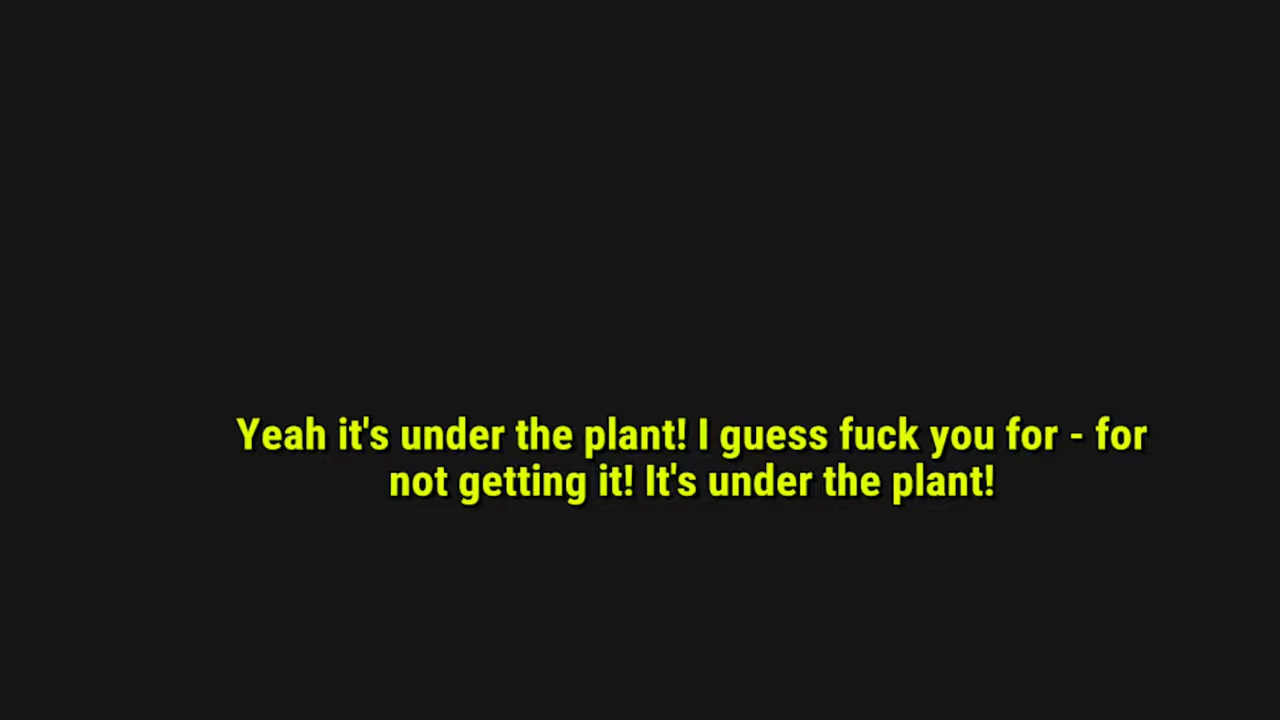 Yeah it's under the plant! I guess fuck you for - for
not getting it! It's under the plant!